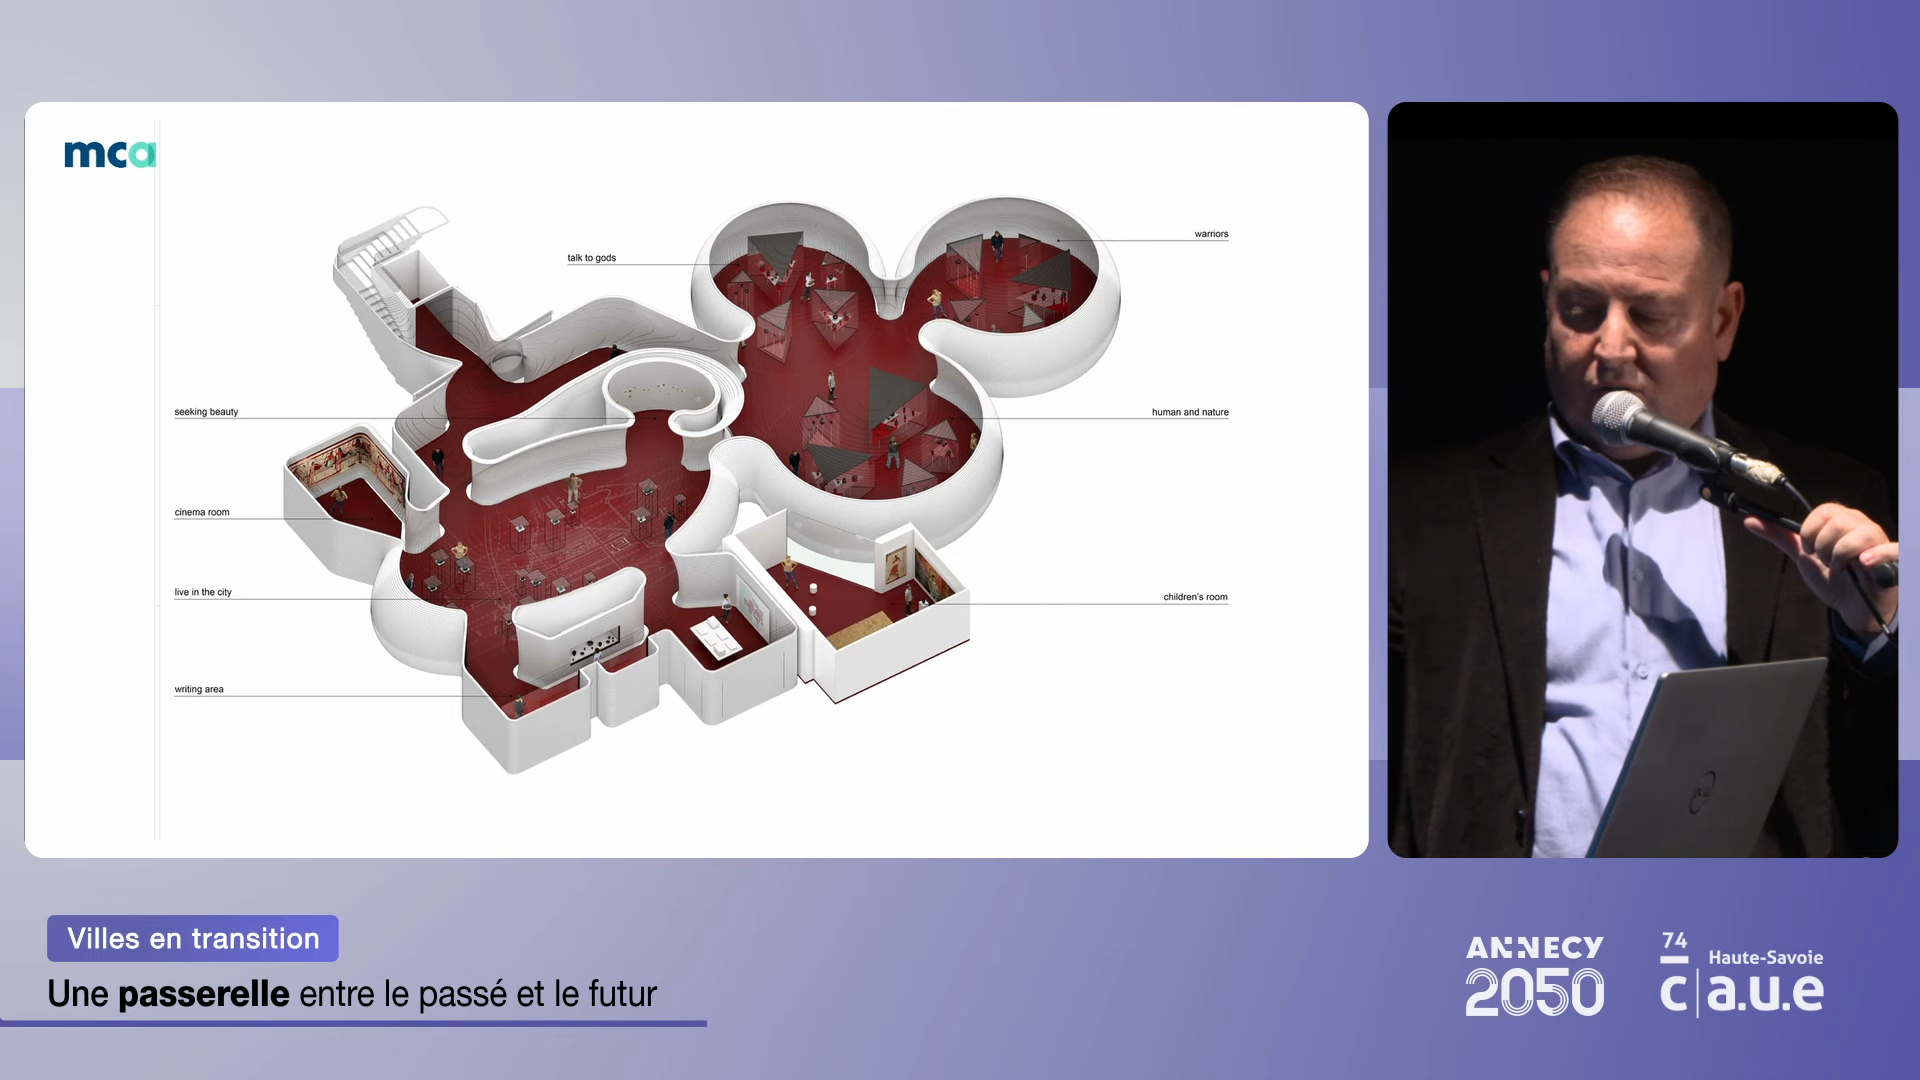 mca
warriors
talk to gods
seeking beauty
human and nature
cinema room
live in the city
children's room
writing area
Villes en transition
Une passerelle entre le passé et le futur
ANNECY
2050
74
Haute-Savoie
c|a.u.e